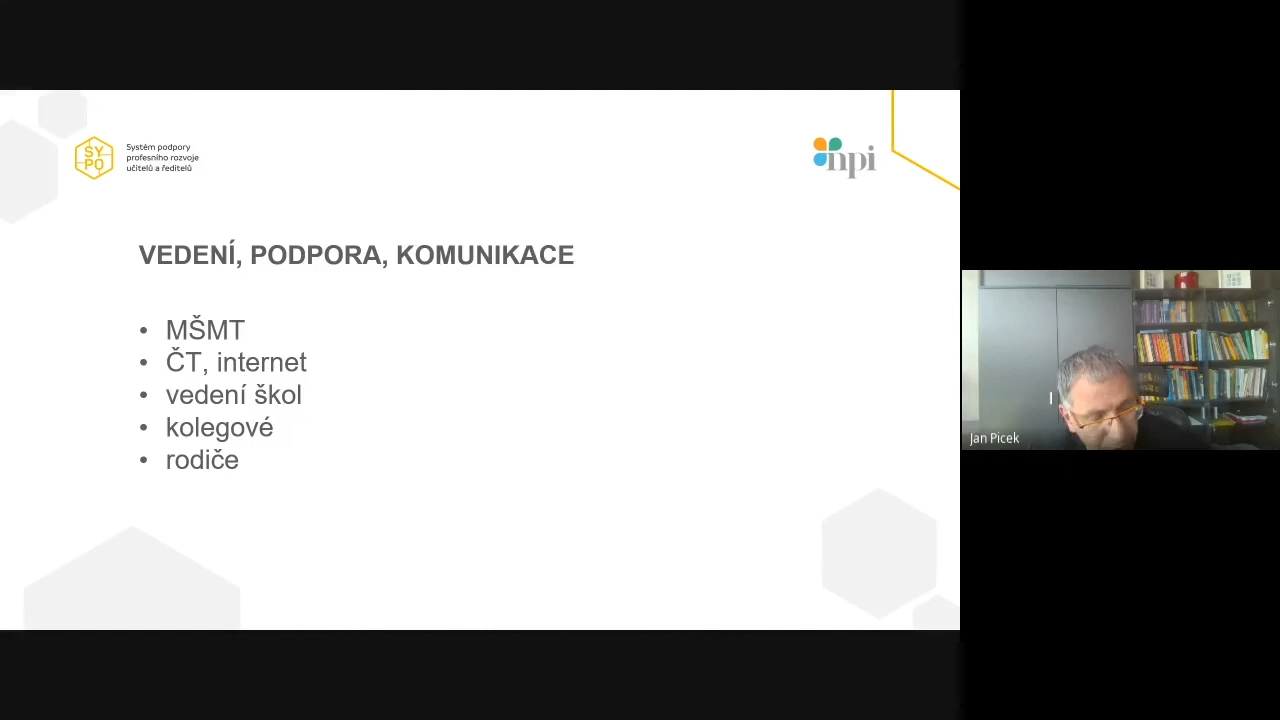 SY
PO
Systém podpory
profesního rozvoje
učitelů a ředitelů
npi
VEDENÍ, PODPORA, KOMUNIKACE
• MŠMT
• ČT, internet
• vedení škol
• kolegové
• rodiče
Jan Picek